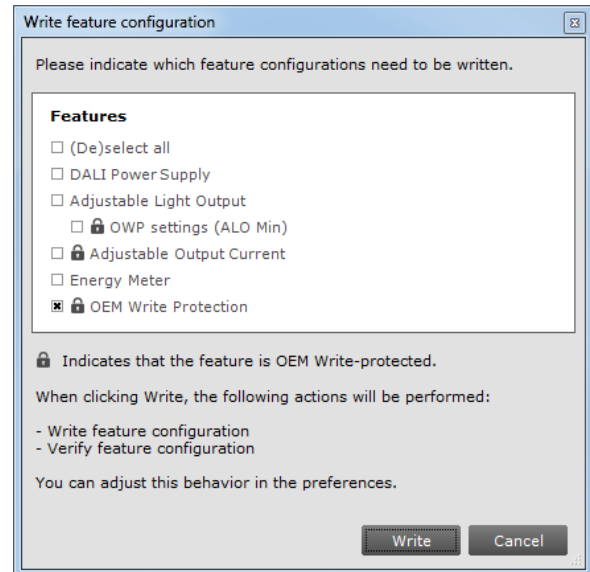 Write feature configuration
Please indicate which feature configurations need to be written.
Features
(De)select all
DALI Power Supply
Adjustable Light Output
OWP settings (ALO Min)
Adjustable Output Current
Energy Meter
OEM Write Protection
Indicates that the feature is OEM Write-protected.
When clicking Write, the following actions will be performed:
- Write feature configuration
- Verify feature configuration
You can adjust this behavior in the preferences.
Write Cancel